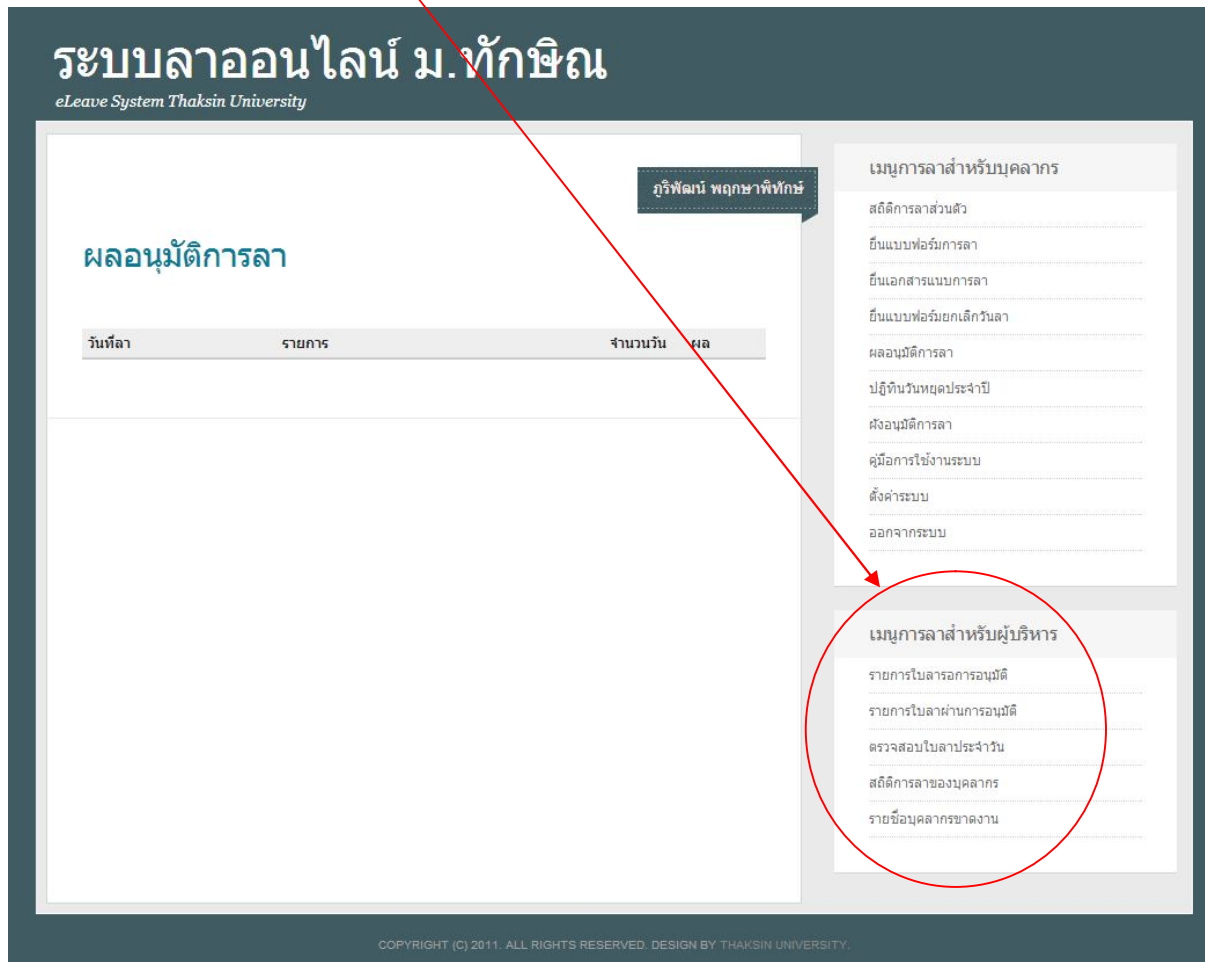 ระบบลาออนไลน์ ม.ทักษิณ
eLeave System Thaksin University
ภูริพัฒน์ พฤกษาพิทักษ์
ผลอนุมัติการลา
วันที่ลา รายการ จำนวนวัน ผล
เมนูการลาสำหรับบุคลากร
สถิติการลาส่วนตัว
ยื่นแบบฟอร์มการลา
ยื่นเอกสารแนบการลา
ยื่นแบบฟอร์มยกเลิกวันลา
ผลอนุมัติการลา
ปฏิทินวันหยุดประจำปี
ผังอนุมัติการลา
คู่มือการใช้งานระบบ
ตั้งค่าระบบ
ออกจากระบบ
เมนูการลาสำหรับผู้บริหาร
รายการใบลารอการอนุมัติ
รายการใบลาผ่านการอนุมัติ
ตรวจสอบใบลาประจำวัน
สถิติการลาของบุคลากร
รายชื่อบุคลากรขาดงาน
COPYRIGHT (C) 2011. ALL RIGHTS RESERVED. DESIGN BY THAKSIN UNIVERSITY.